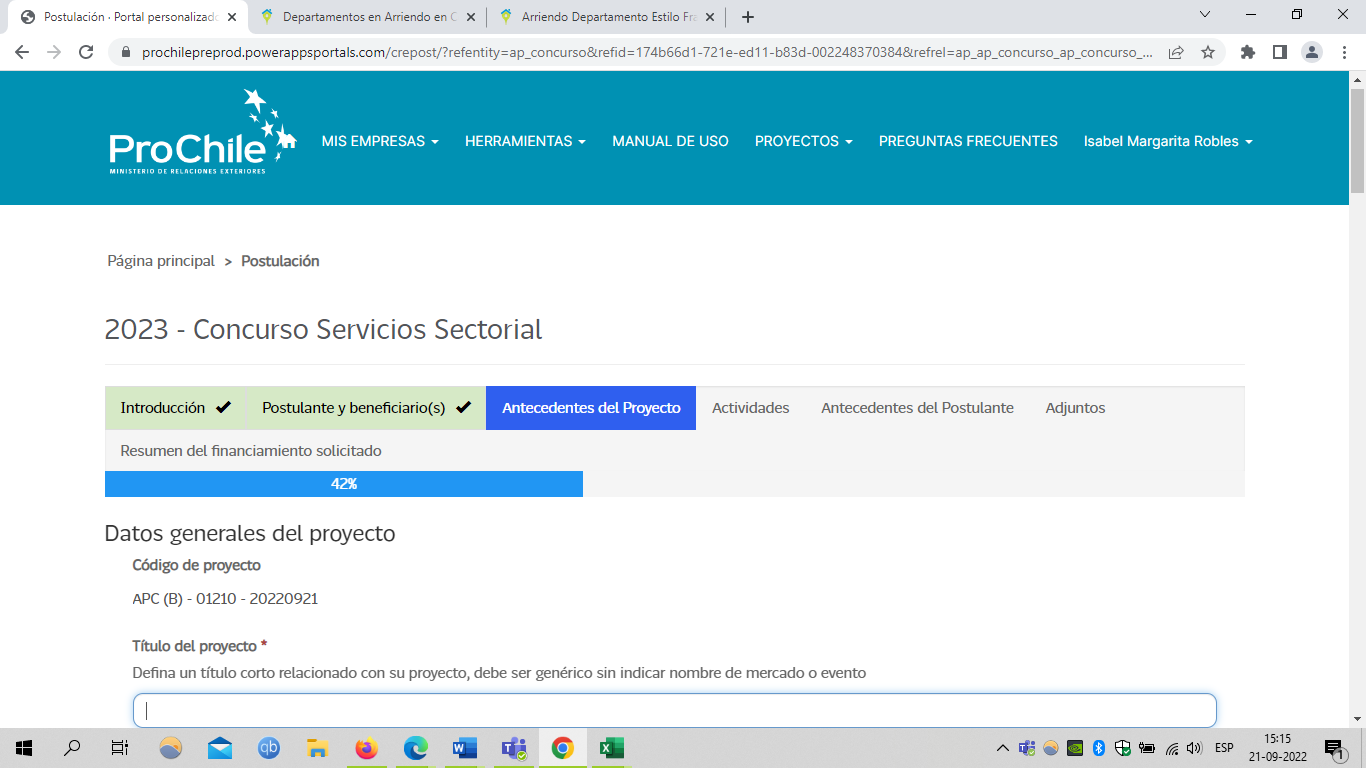 Postulación · Portal personalizado
Departamentos en Arriendo en C
Arriendo Departamento Estilo Fra
prochilepreprod.powerappsportals.com/crepost/?refentity=ap_concurso&refid=174b66d1-721e-ed11-b83d-002248370384&refrel=ap_ap_concurso_ap_concurso_...
ProChile
MINISTERIO DE RELACIONES EXTERIORES
MIS EMPRESAS
HERRAMIENTAS
MANUAL DE USO
PROYECTOS
PREGUNTAS FRECUENTES
Isabel Margarita Robles
Página principal > Postulación
2023 - Concurso Servicios Sectorial
Introducción ✔ Postulante y beneficiario(s) ✔ Antecedentes del Proyecto Actividades Antecedentes del Postulante Adjuntos
Resumen del financiamiento solicitado
42%
Datos generales del proyecto
Código de proyecto
APC (B) - 01210 - 20220921
Título del proyecto *
Defina un título corto relacionado con su proyecto, debe ser genérico sin indicar nombre de mercado o evento
qb
ESP
15:15
21-09-2022
1